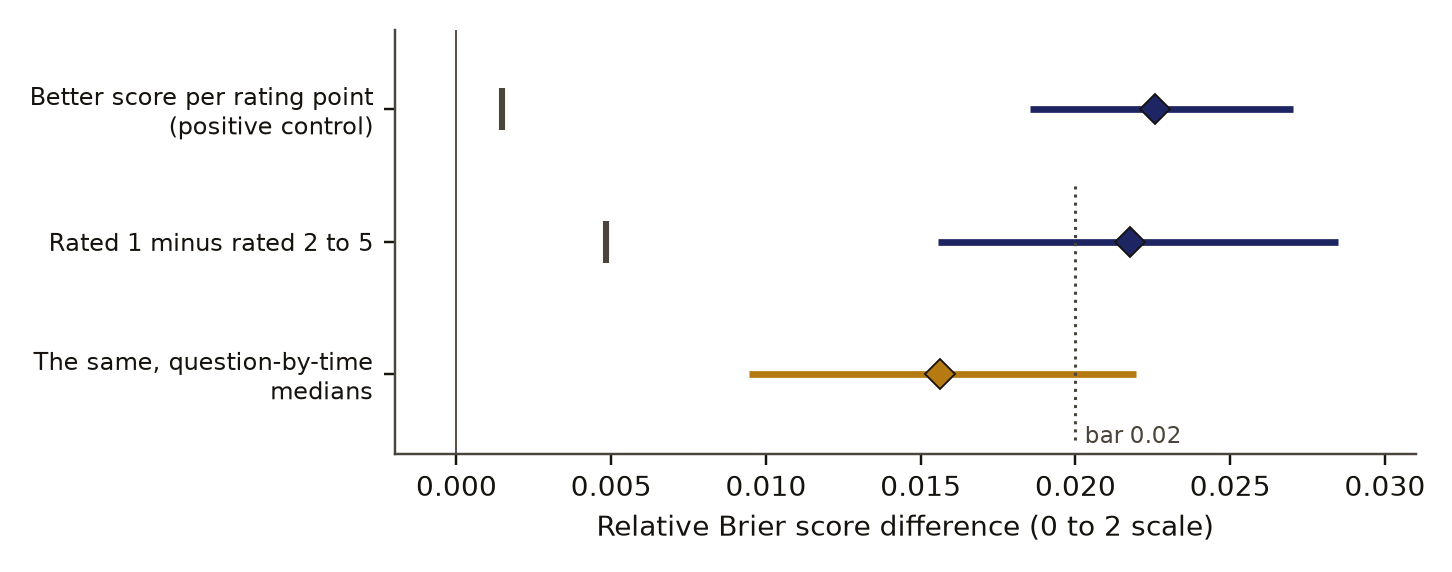 Better score per rating point
(positive control)
Rated 1 minus rated 2 to 5
The same, question-by-time
medians
bar 0.02
0.000 0.005 0.010 0.015 0.020 0.025 0.030
Relative Brier score difference (0 to 2 scale)